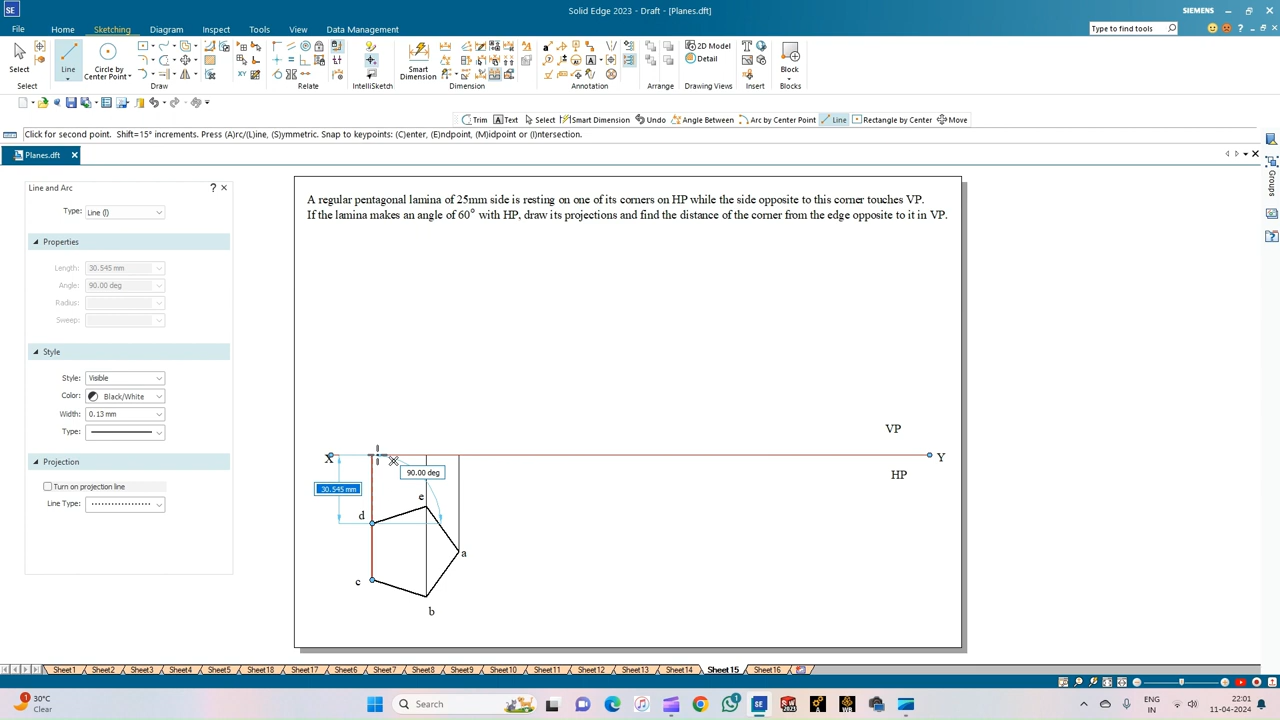 Solid Edge 2023 - Draft - [Planes.dft]
SIEMENS
File Home Sketching Inspect Diagram Tools View Data Management
Type to find tools
Select
Line
Circle by Center Point
Smart Dimension
2D Model
Detail
Block
Select
Draw
Relate
IntelliSketch
Dimension
Annotation
Arrange
Drawing Views
Insert
Blocks
Trim Text Select Smart Dimension Undo Angle Between Arc by Center Point Line Rectangle by Center Move
Click for second point. Shift=15° increments. Press (A)rc/(L)ine, (S)ymmetric. Snap to keypoints: (C)enter, (E)ndpoint, (M)idpoint or (I)ntersection.
Planes.dft
Groups
Line and Arc
Type: Line (l)
Properties
Length: 30.545 mm
Angle: 90.00 deg
Radius:
Sweep:
Style
Style: Visible
Color: Black/White
Width: 0.13 mm
Type:
Projection
Turn on projection line
Line Type:
A regular pentagonal lamina of 25mm side is resting on one of its corners on HP while the side opposite to this corner touches VP.
If the lamina makes an angle of 60° with HP, draw its projections and find the distance of the corner from the edge opposite to it in VP.
VP
X
Y
HP
90.00 deg
30.545 mm
e
d
a
c
b
Sheet1 Sheet2 Sheet3 Sheet4 Sheet5 Sheet18 Sheet17 Sheet6 Sheet7 Sheet8 Sheet9 Sheet10 Sheet11 Sheet12 Sheet13 Sheet14 Sheet15 Sheet16
30°C
Clear
Search
ENG
IN
22:01
11-04-2024